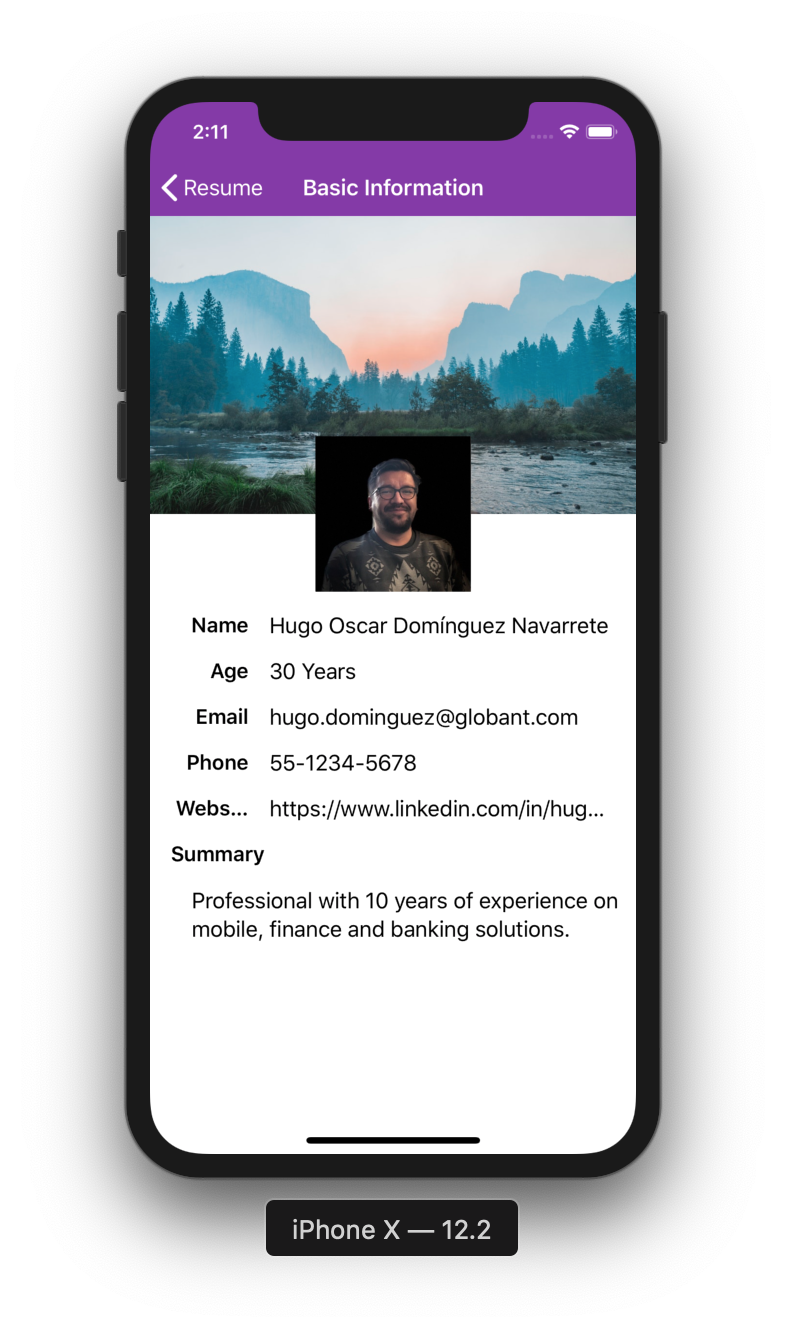 2:11
Resume Basic Information
Name Hugo Oscar Domínguez Navarrete
Age 30 Years
Email hugo.dominguez@globant.com
Phone 55-1234-5678
Webs... https://www.linkedin.com/in/hug...
Summary
Professional with 10 years of experience on
mobile, finance and banking solutions.
iPhone X — 12.2